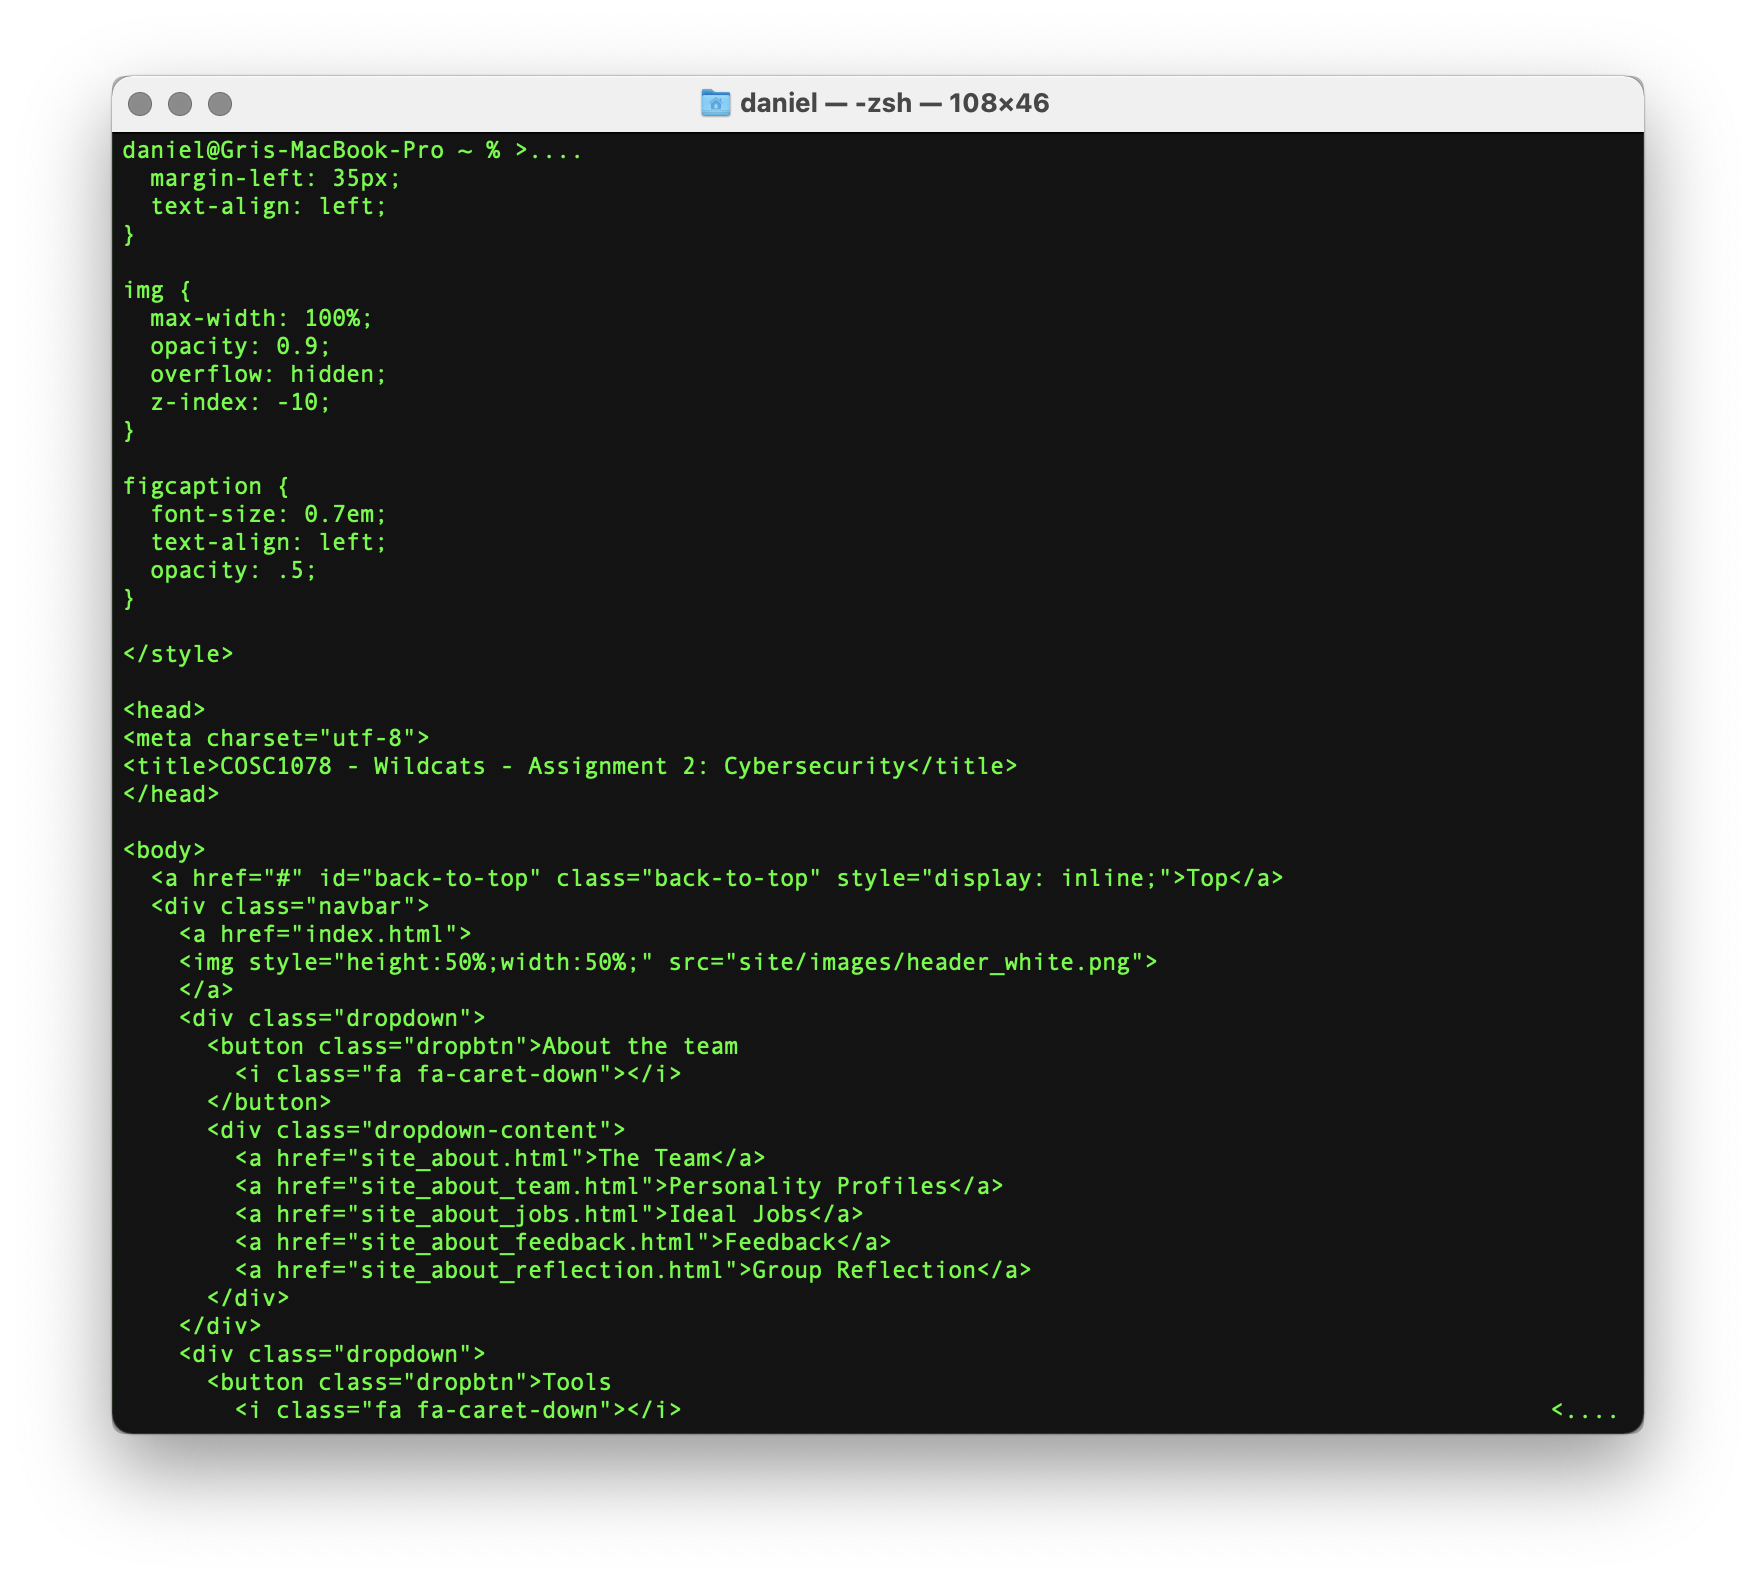 daniel — -zsh — 108×46
daniel@Gris-MacBook-Pro ~ % >....
  margin-left: 35px;
  text-align: left;
}

img {
  max-width: 100%;
  opacity: 0.9;
  overflow: hidden;
  z-index: -10;
}

figcaption {
  font-size: 0.7em;
  text-align: left;
  opacity: .5;
}

</style>

<head>
<meta charset="utf-8">
<title>COSC1078 - Wildcats - Assignment 2: Cybersecurity</title>
</head>

<body>
  <a href="#" id="back-to-top" class="back-to-top" style="display: inline;">Top</a>
  <div class="navbar">
    <a href="index.html">
    <img style="height:50%;width:50%;" src="site/images/header_white.png">
    </a>
    <div class="dropdown">
      <button class="dropbtn">About the team
        <i class="fa fa-caret-down"></i>
      </button>
      <div class="dropdown-content">
        <a href="site_about.html">The Team</a>
        <a href="site_about_team.html">Personality Profiles</a>
        <a href="site_about_jobs.html">Ideal Jobs</a>
        <a href="site_about_feedback.html">Feedback</a>
        <a href="site_about_reflection.html">Group Reflection</a>
      </div>
    </div>
    <div class="dropdown">
      <button class="dropbtn">Tools
        <i class="fa fa-caret-down"></i> <....